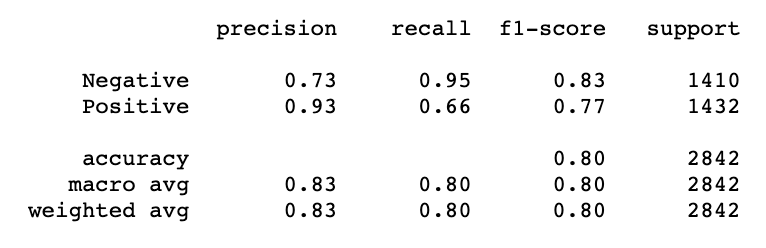 precision recall f1-score support
Negative 0.73 0.95 0.83 1410
Positive 0.93 0.66 0.77 1432
accuracy 0.80 2842
macro avg 0.83 0.80 0.80 2842
weighted avg 0.83 0.80 0.80 2842